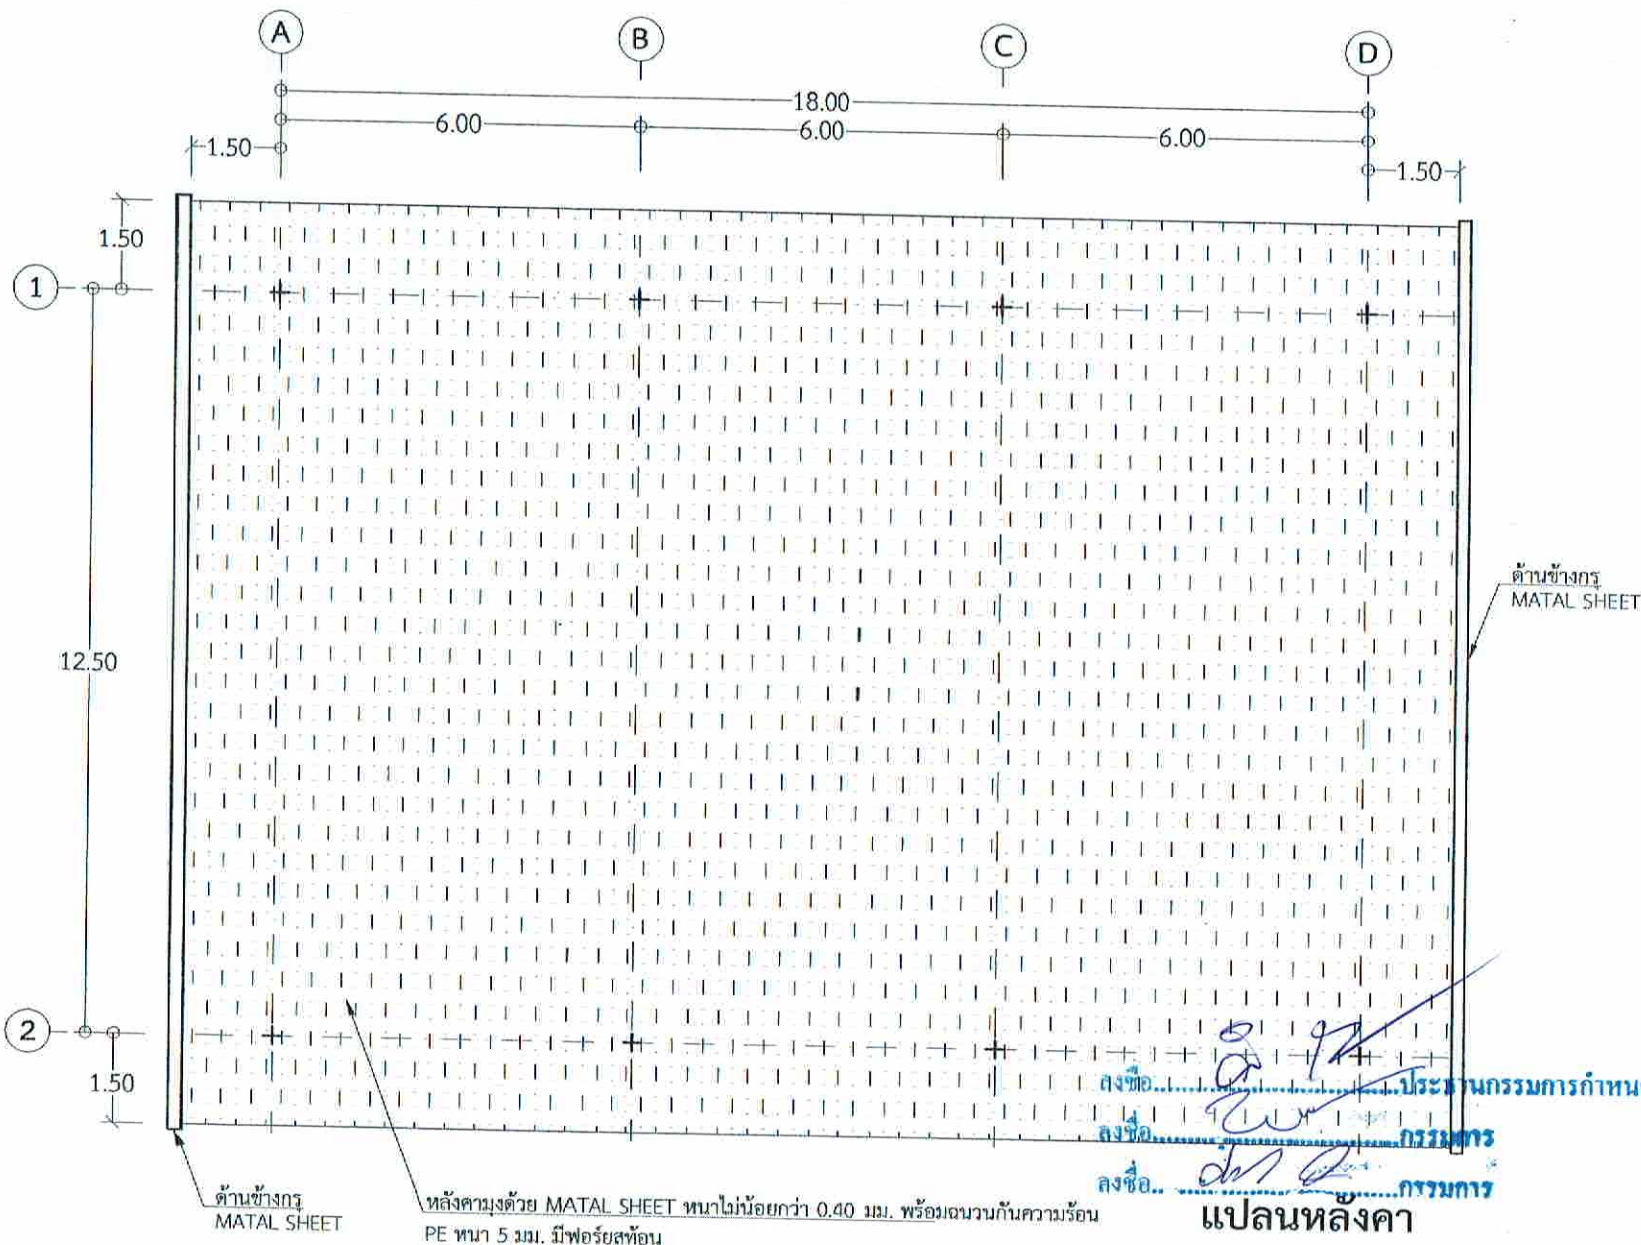 A
B
C
D
18.00
6.00
6.00
6.00
1.50
1.50
1.50
1
12.50
2
1.50
ด้านข้างกรุ
MATAL SHEET
ด้านข้างกรุ
MATAL SHEET
หลังคามุงด้วย MATAL SHEET หนาไม่น้อยกว่า 0.40 มม. พร้อมฉนวนกันความร้อน
PE หนา 5 มม. มีฟอร์ยสท้อน
ลงชื่อ..............................ประธานกรรมการกำหน
ลงชื่อ..............................กรรมการ
ลงชื่อ..............................กรรมการ
แปลนหลังคา